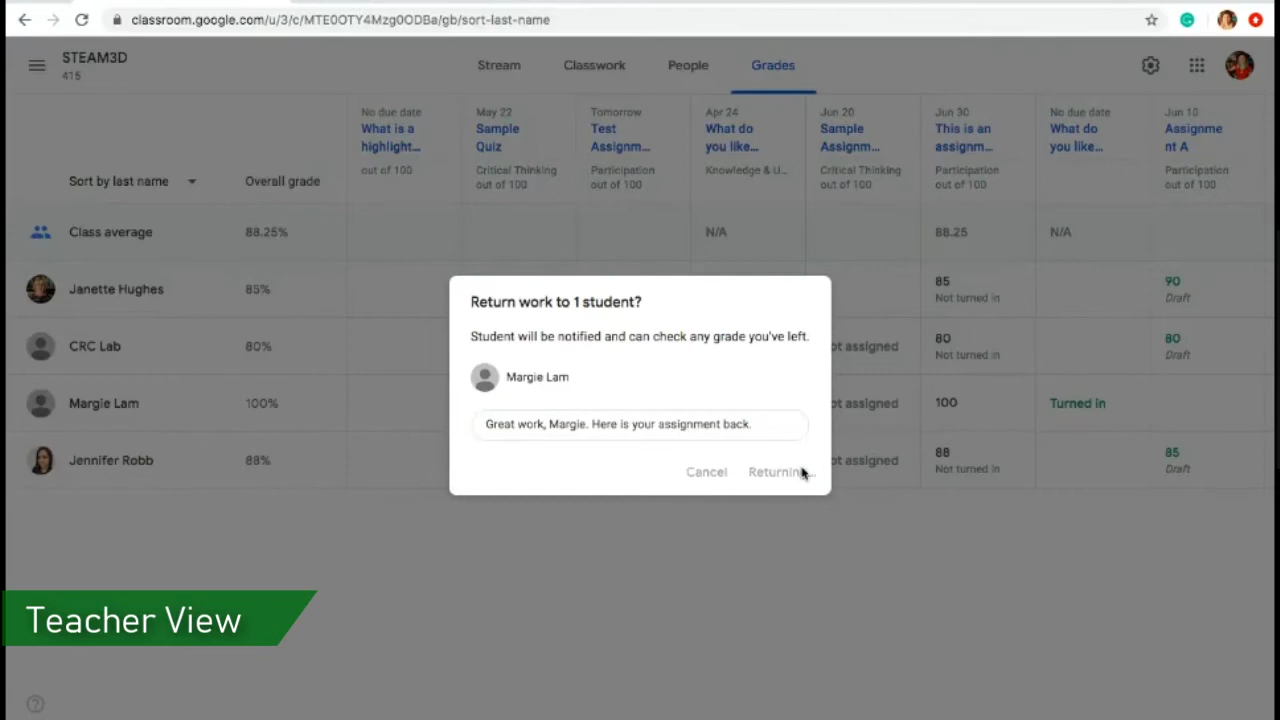 classroom.google.com/u/3/c/MTE0OTY4Mzg0ODBa/gb/sort-last-name
STEAM3D
415
Stream Classwork People Grades
No due date May 22 Tomorrow Apr 24 Jun 20 Jun 30 No due date Jun 10
What is a Sample Test What do Sample This is an What do Assignme
highlight... Quiz Assignm... you like... Assignm... assignm... you like... nt A
out of 100 Critical Thinking Participation Knowledge & U... Critical Thinking Participation Participation
out of 100 out of 100 out of 100 out of 100 out of 100
Sort by last name Overall grade
Class average 88.25% N/A 88.25 N/A
Janette Hughes 85% 85 90
Not turned in Draft
CRC Lab 80% ot assigned 80 80
Not turned in Draft
Margie Lam 100% ot assigned 100 Turned in
Jennifer Robb 88% ot assigned 88 85
Not turned in Draft
Return work to 1 student?
Student will be notified and can check any grade you've left.
Margie Lam
Great work, Margie. Here is your assignment back.
Cancel Returning...
Teacher View